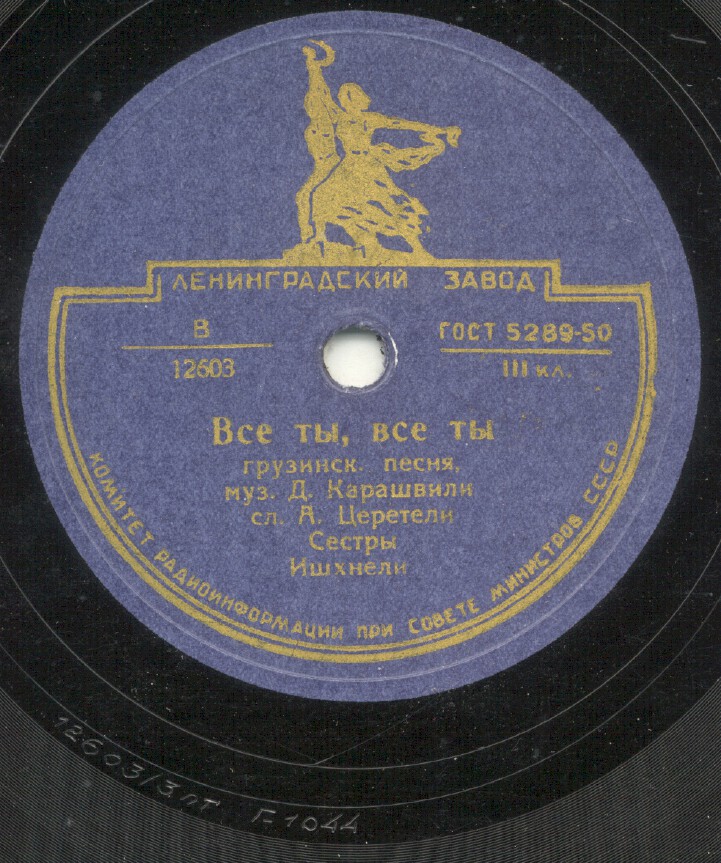 ЛЕНИНГРАДСКИЙ ЗАВОД
В
12603
ГОСТ 5289-50
III кл.
Все ты, все ты
грузинск. песня,
муз. Д. Карашвили
сл. А. Церетели
Сестры
Ишхнели
КОМИТЕТ РАДИОИНФОРМАЦИИ ПРИ СОВЕТЕ МИНИСТРОВ СССР
12603/3лт Г.1044